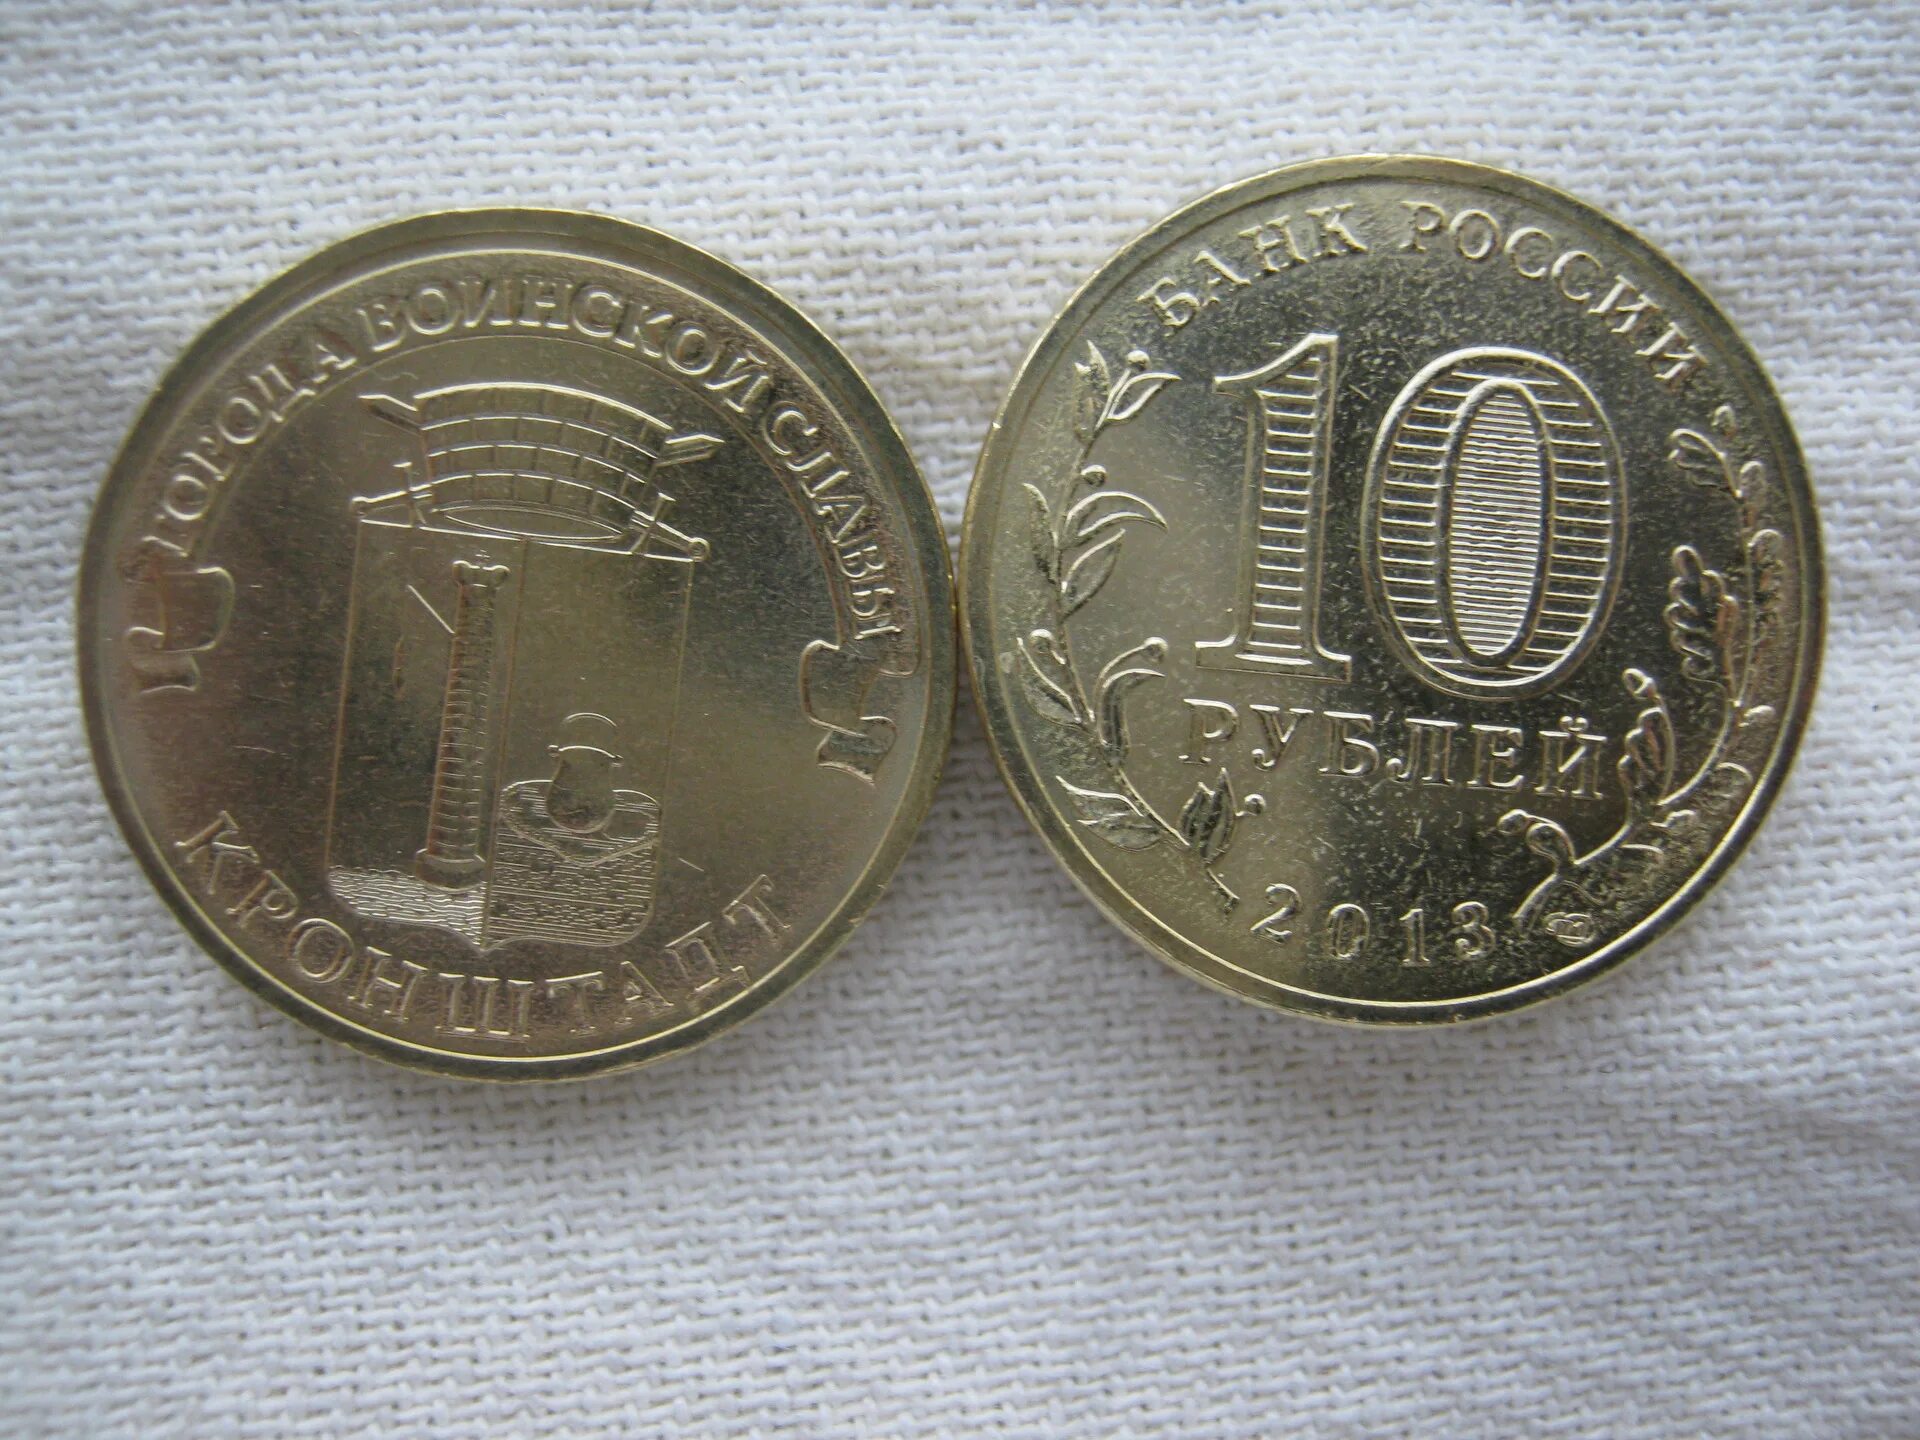 ГОРОДА ВОИНСКОЙ СЛАВЫ
КРОНШТАДТ
БАНК РОССИИ
10
РУБЛЕЙ
2013